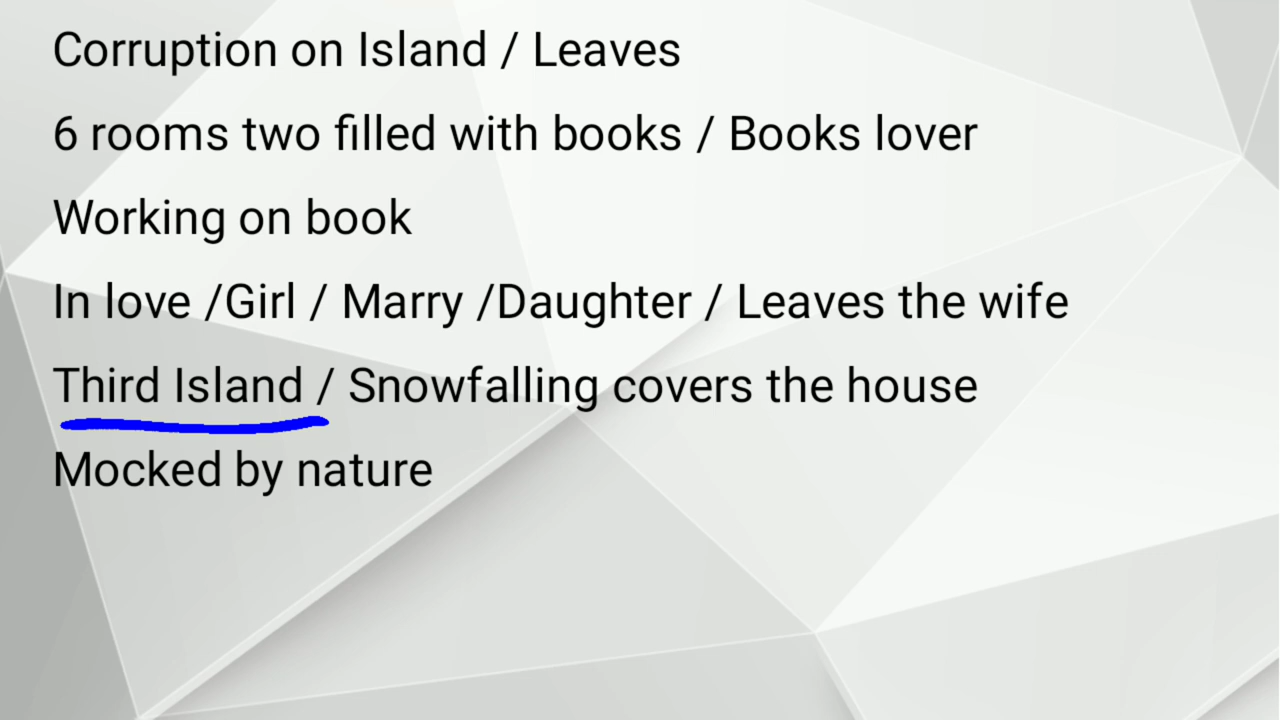 Corruption on Island / Leaves
6 rooms two filled with books / Books lover
Working on book
In love /Girl / Marry /Daughter / Leaves the wife
Third Island / Snowfalling covers the house
Mocked by nature